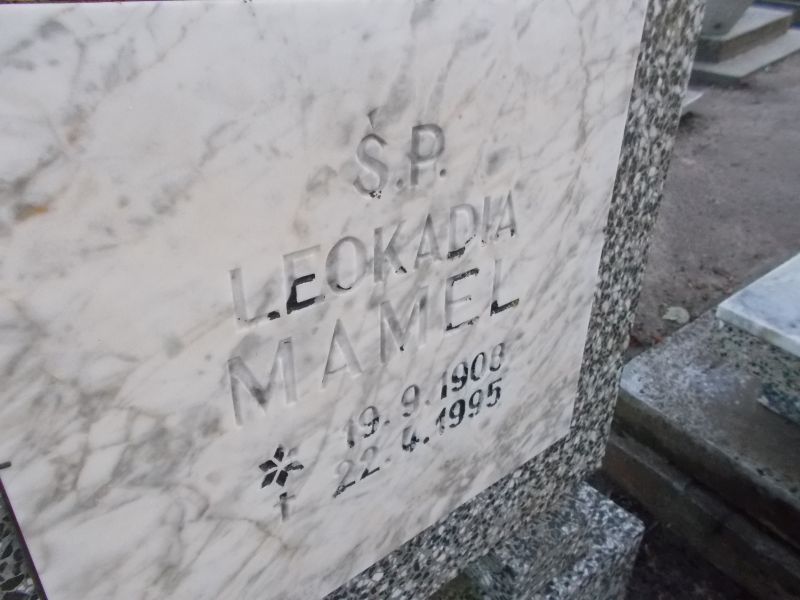 Ś.P.
LEOKADIA
MAMEL
* 19.9.1908
† 22.4.1995